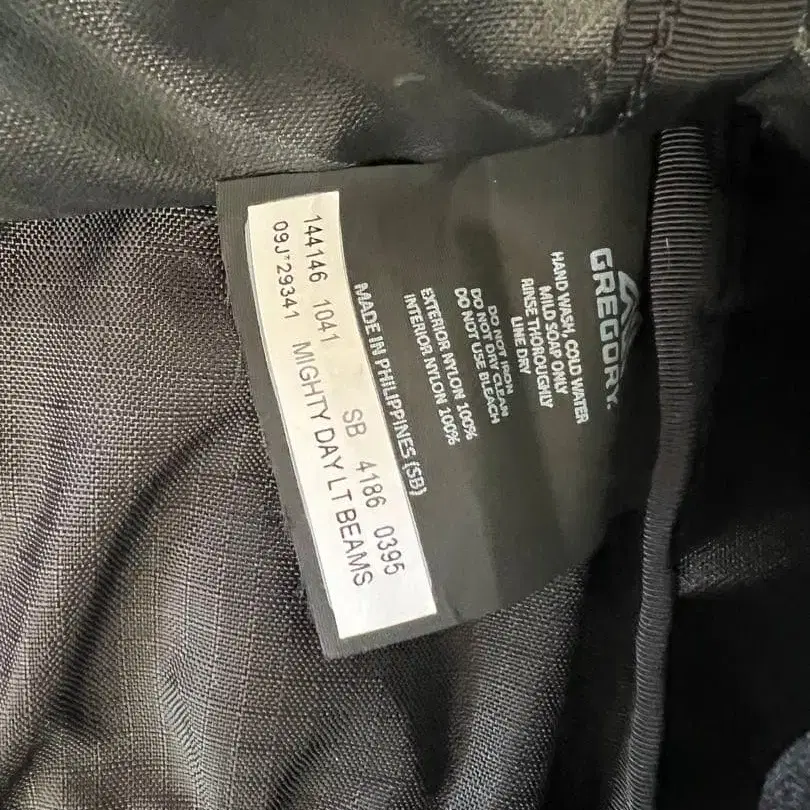 GREGORY.
HAND WASH, COLD WATER
MILD SOAP ONLY
RINSE THOROUGHLY
LINE DRY
DO NOT IRON
DO NOT DRY CLEAN
DO NOT USE BLEACH
EXTERIOR NYLON 100%
INTERIOR NYLON 100%
MADE IN PHILIPPINES (SB)
144146 1041 SB 4186 0395
09J*29341 MIGHTY DAY LT BEAMS